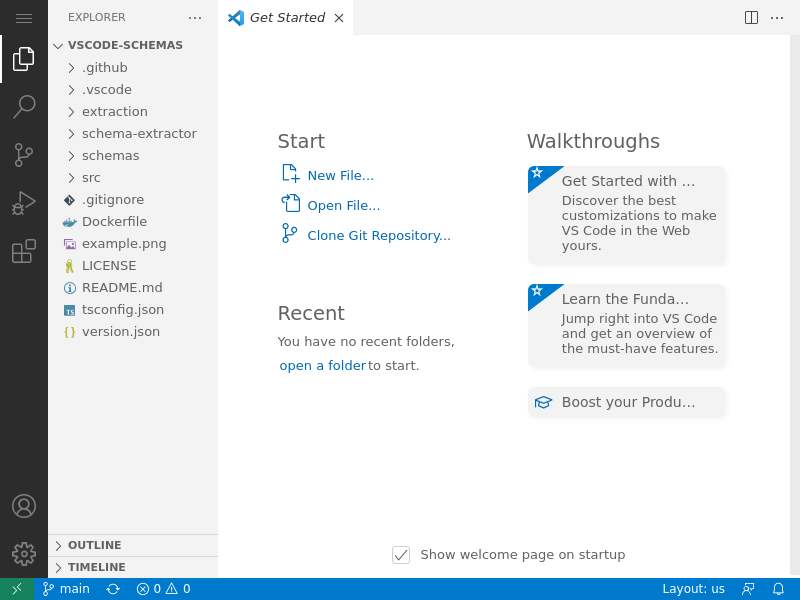 EXPLORER
Get Started
VSCODE-SCHEMAS
.github
.vscode
extraction
schema-extractor
schemas
src
.gitignore
Dockerfile
example.png
LICENSE
README.md
tsconfig.json
version.json
OUTLINE
TIMELINE
Start
New File...
Open File...
Clone Git Repository...
Recent
You have no recent folders,
open a folder to start.
Walkthroughs
Get Started with ...
Discover the best
customizations to make
VS Code in the Web
yours.
Learn the Funda...
Jump right into VS Code
and get an overview of
the must-have features.
Boost your Produ...
Show welcome page on startup
main 0 0 Layout: us